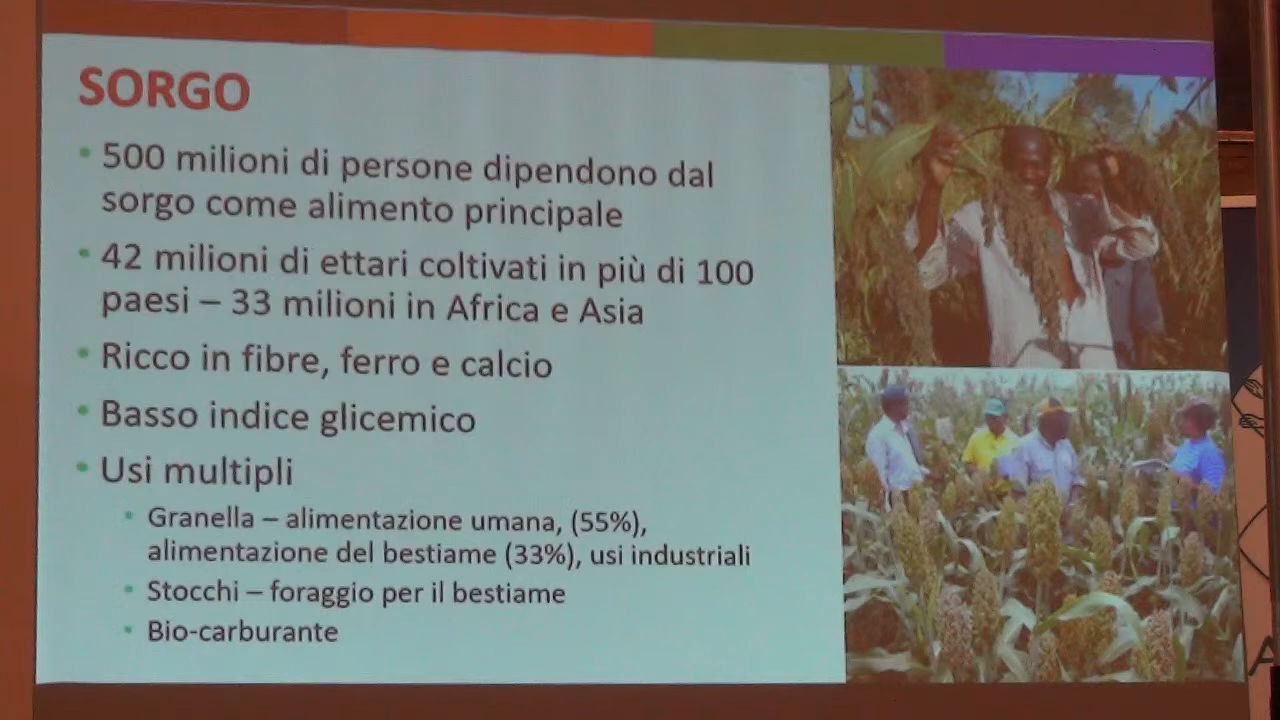 SORGO
• 500 milioni di persone dipendono dal
sorgo come alimento principale
• 42 milioni di ettari coltivati in più di 100
paesi – 33 milioni in Africa e Asia
• Ricco in fibre, ferro e calcio
• Basso indice glicemico
• Usi multipli
• Granella – alimentazione umana, (55%),
alimentazione del bestiame (33%), usi industriali
• Stocchi – foraggio per il bestiame
• Bio-carburante